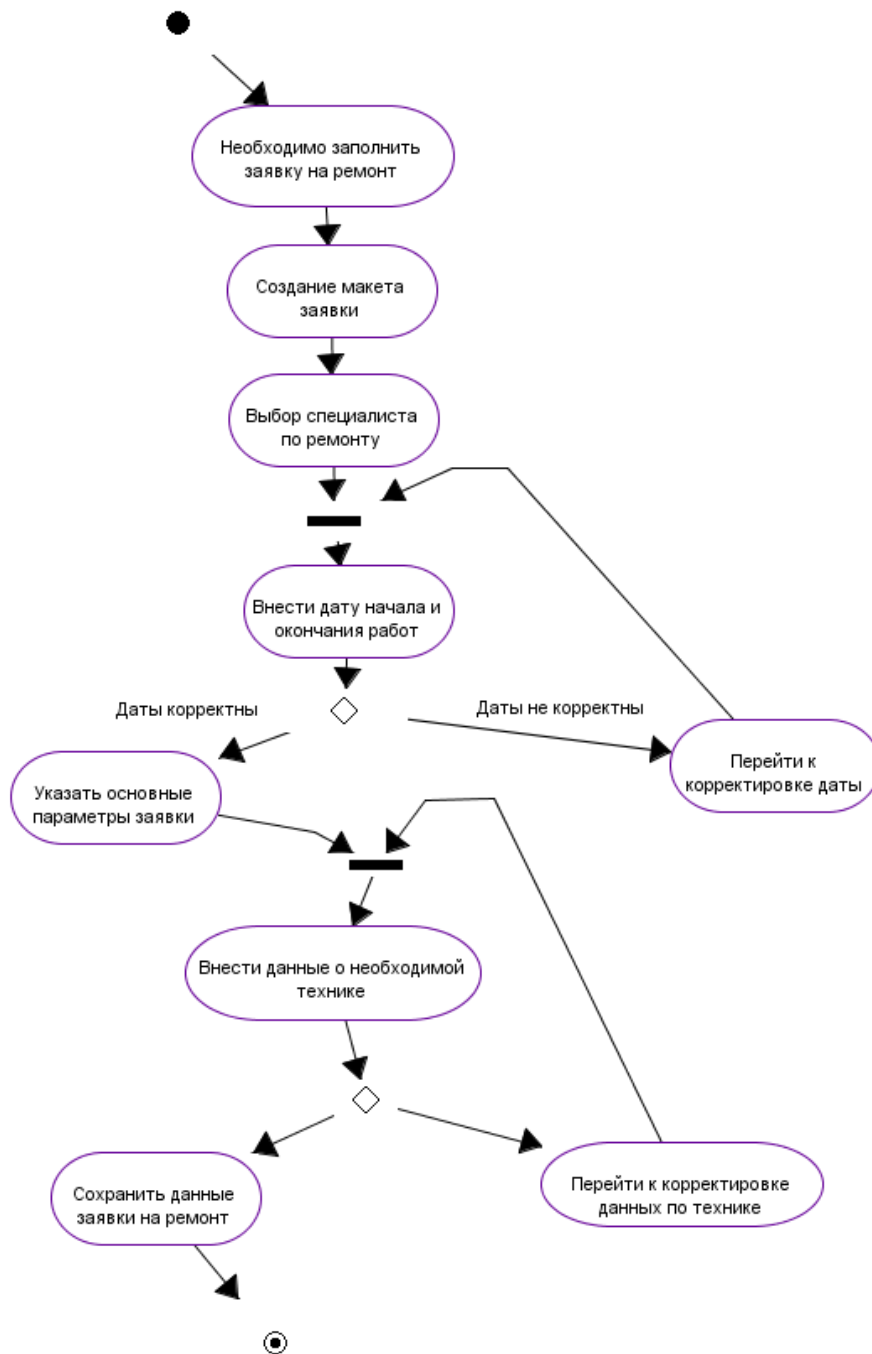 Необходимо заполнить
заявку на ремонт
Создание макета
заявки
Выбор специалиста
по ремонту
Внести дату начала и
окончания работ
Даты корректны
Даты не корректны
Перейти к
корректировке даты
Указать основные
параметры заявки
Внести данные о необходимой
технике
Сохранить данные
заявки на ремонт
Перейти к корректировке
данных по технике